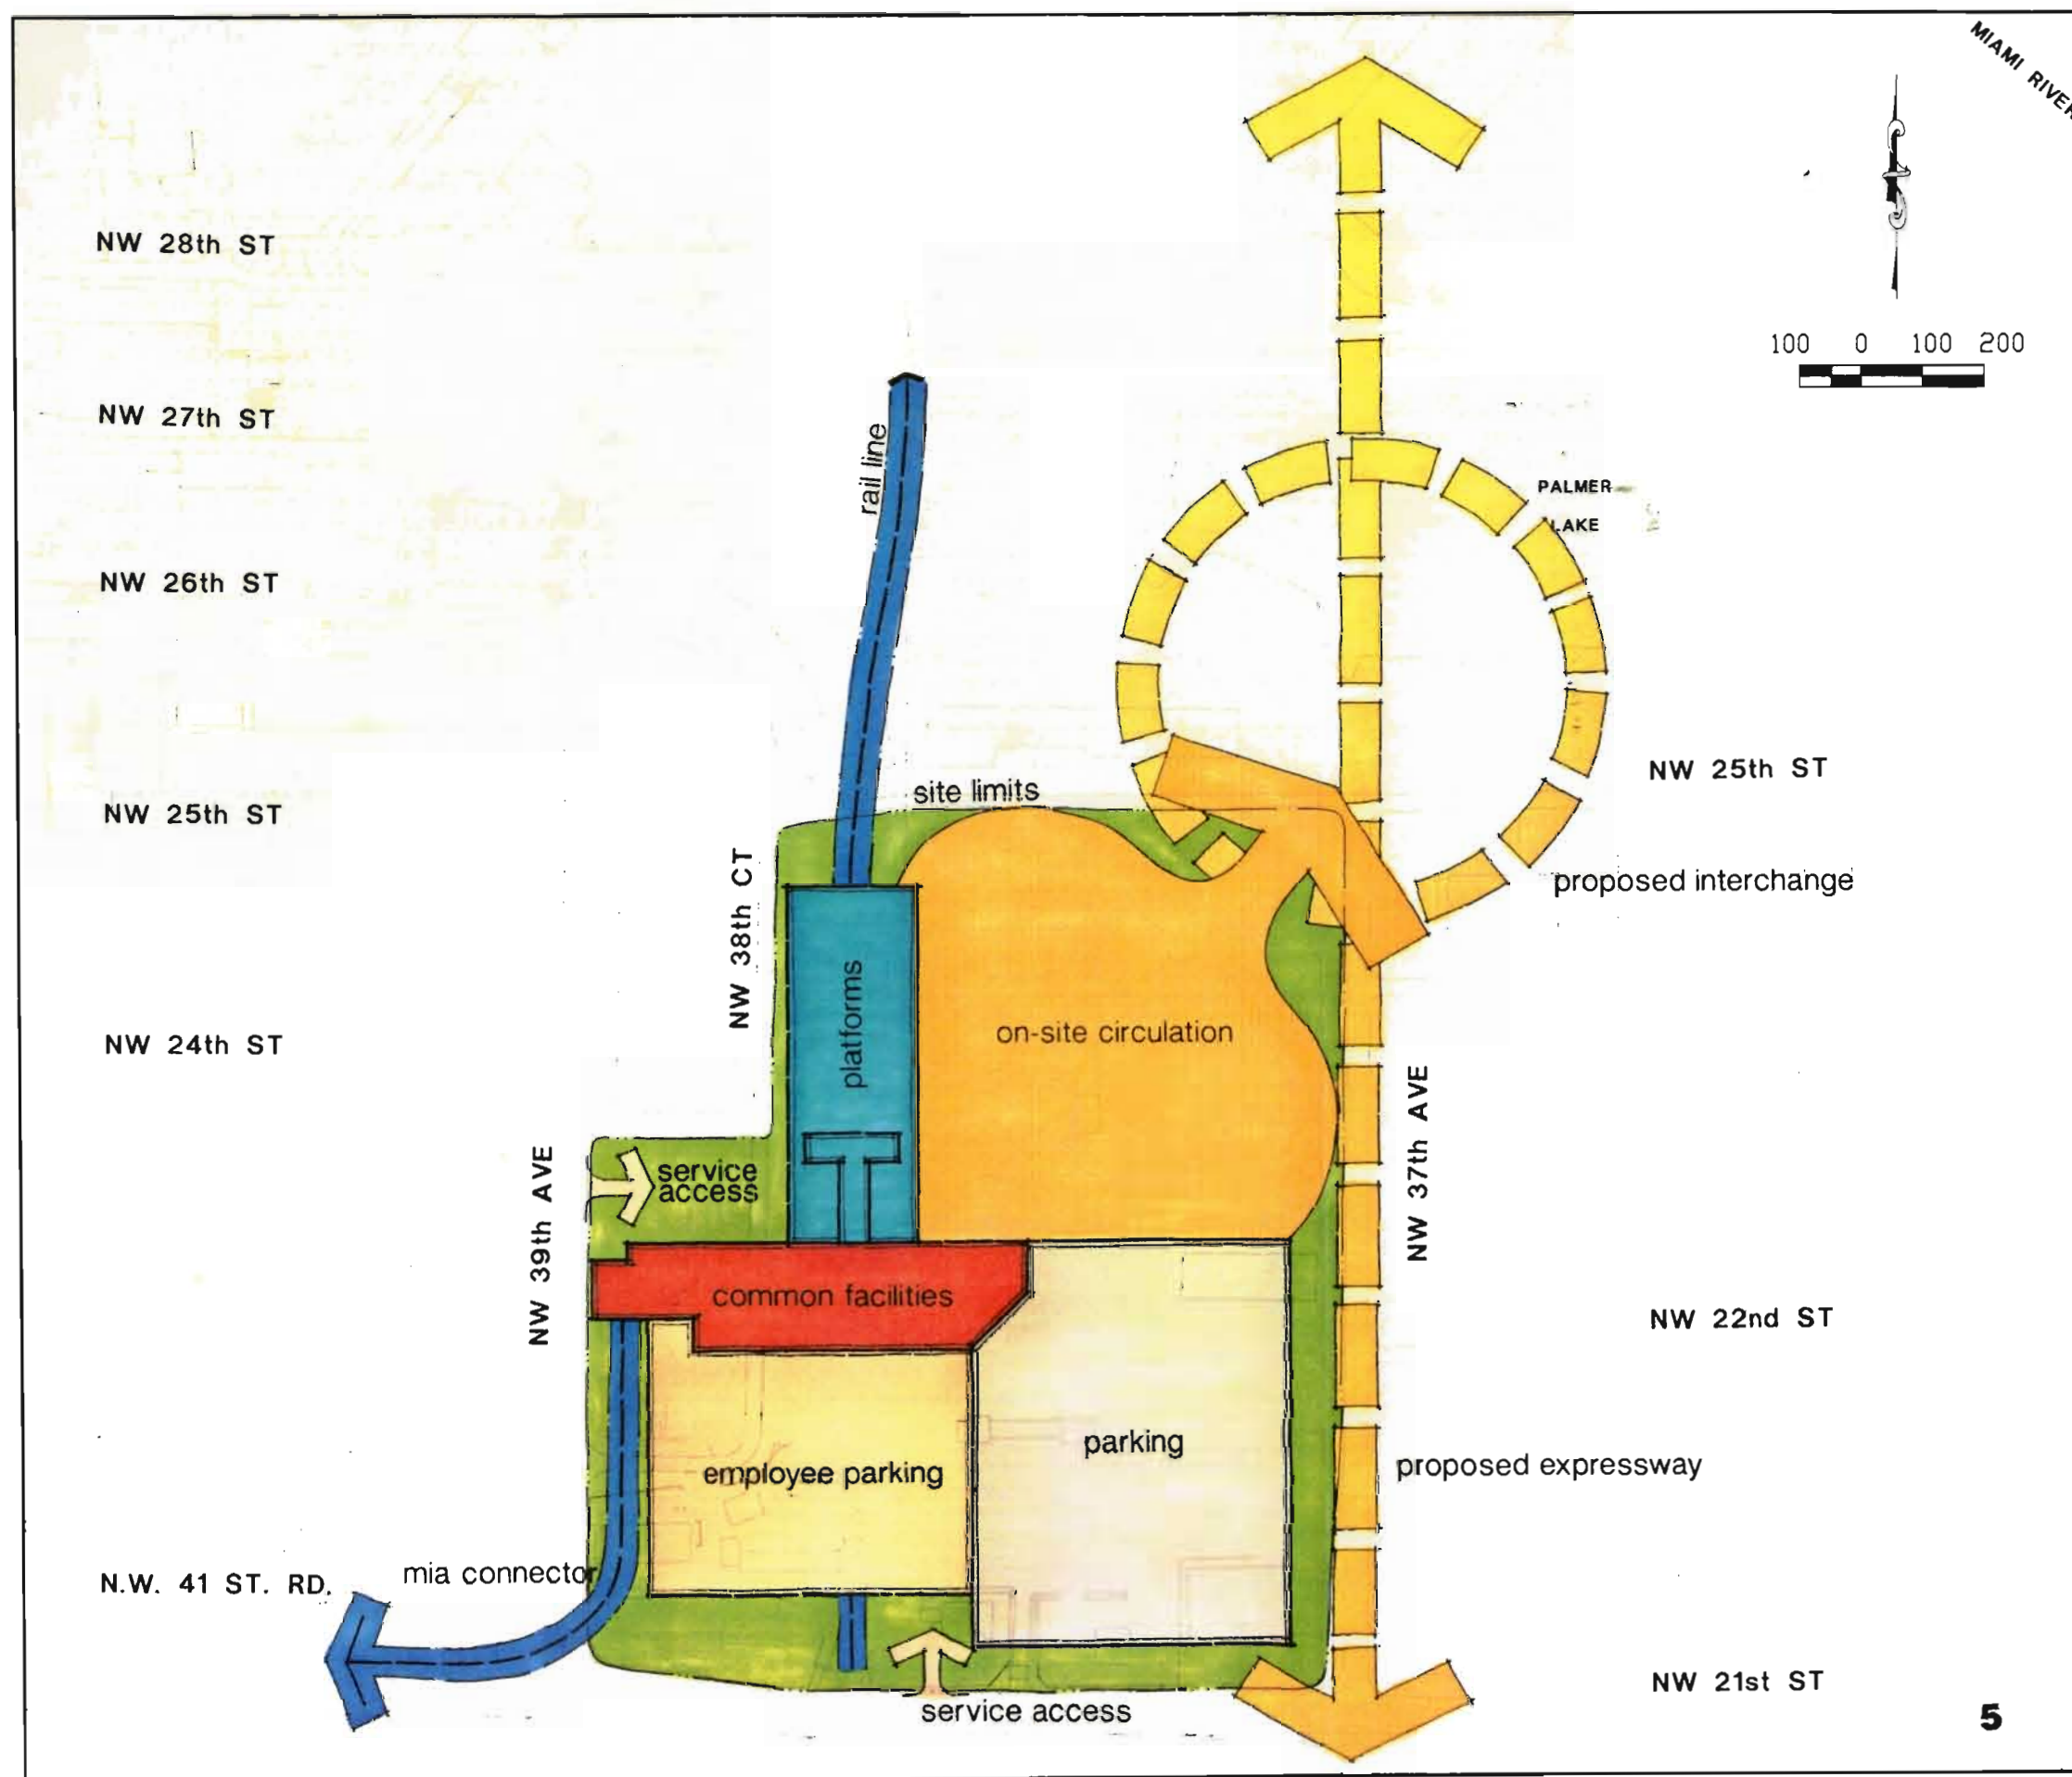 MIAMI RIVER
NW 28th ST
100 0 100 200
NW 27th ST
rail line
PALMER
LAKE
NW 26th ST
NW 25th ST
site limits
NW 25th ST
NW 38th CT
proposed interchange
platforms
on-site circulation
NW 24th ST
NW 37th AVE
NW 39th AVE
service
access
common facilities
NW 22nd ST
parking
employee parking
proposed expressway
N.W. 41 ST. RD.
mia connector
NW 21st ST
service access
5